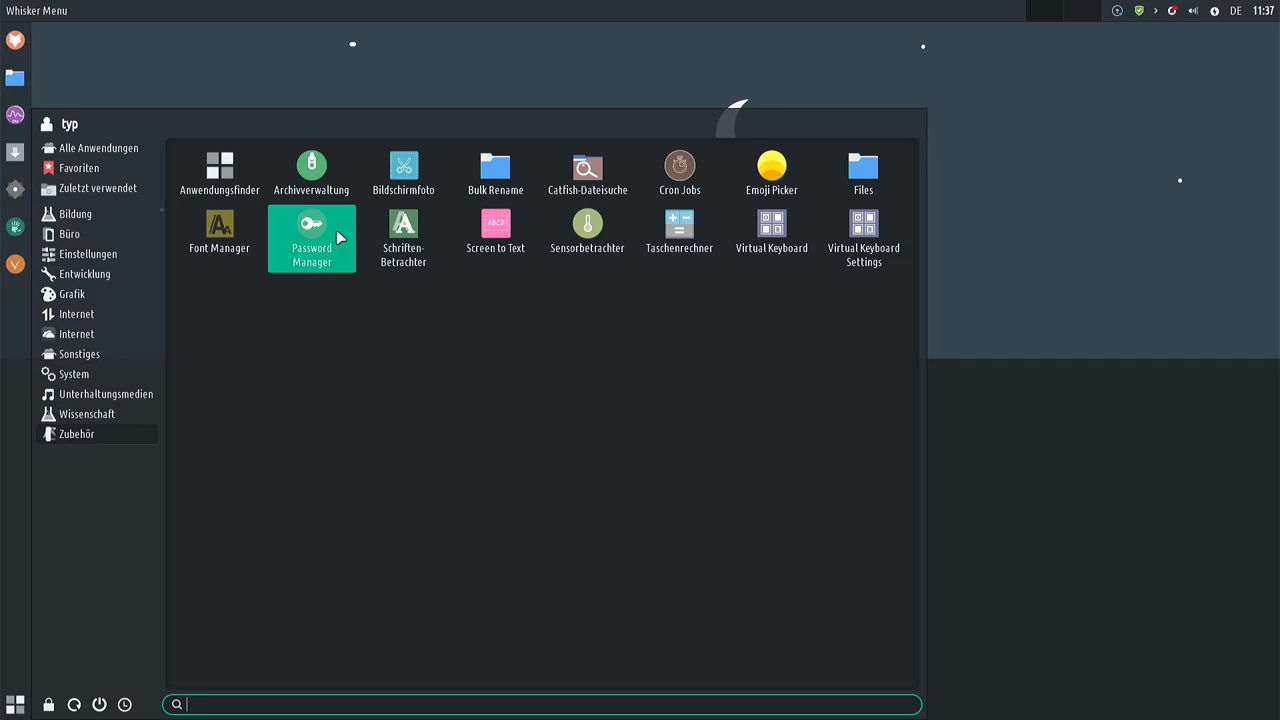 Whisker Menu
DE 11:37
typ
Alle Anwendungen
Favoriten
Zuletzt verwendet
Bildung
Büro
Einstellungen
Entwicklung
Grafik
Internet
Internet
Sonstiges
System
Unterhaltungsmedien
Wissenschaft
Zubehör
Anwendungsfinder
Archivverwaltung
Bildschirmfoto
Bulk Rename
Catfish-Dateisuche
Cron Jobs
Emoji Picker
Files
Font Manager
Password
Manager
Schriften-
Betrachter
ABCD
Screen to Text
Sensorbetrachter
Taschenrechner
Virtual Keyboard
Virtual Keyboard
Settings